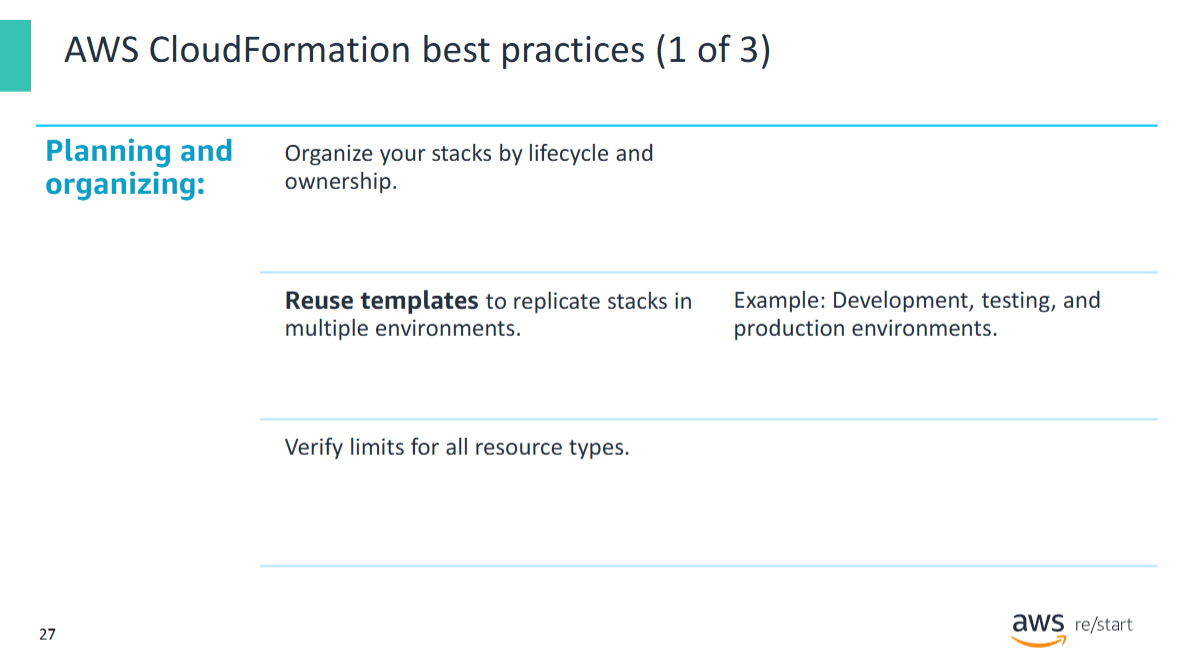 AWS CloudFormation best practices (1 of 3)
Planning and
organizing:
Organize your stacks by lifecycle and
ownership.
Reuse templates to replicate stacks in
multiple environments.
Example: Development, testing, and
production environments.
Verify limits for all resource types.
27
aws re/start